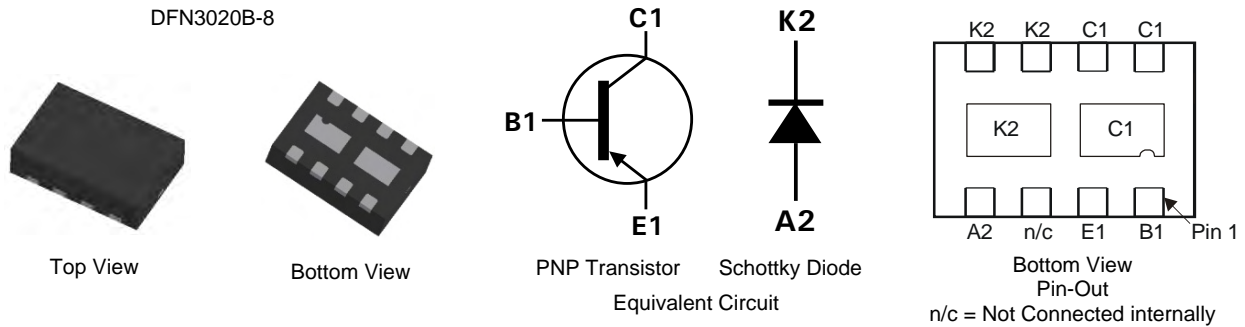 DFN3020B-8
Top View
Bottom View
C1
B1
E1
PNP Transistor
K2
A2
Schottky Diode
Equivalent Circuit
K2 K2 C1 C1
K2 C1
A2 n/c E1 B1 Pin 1
Bottom View
Pin-Out
n/c = Not Connected internally